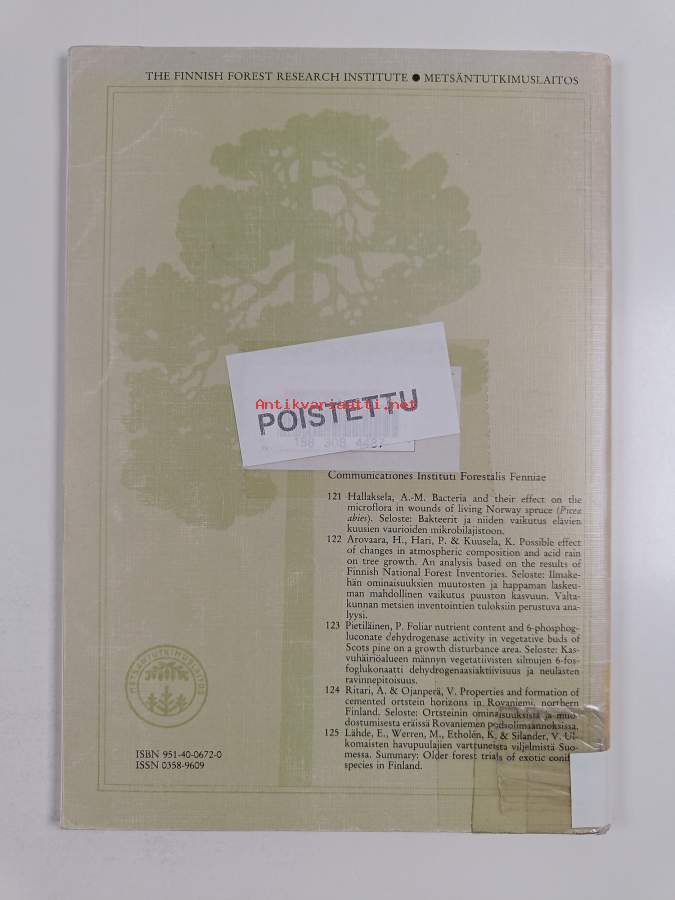 THE FINNISH FOREST RESEARCH INSTITUTE ● METSÄNTUTKIMUSLAITOS
Antikvariaatti.net
POISTETTU
Communicationes Instituti Forestalis Fenniae
121 Hallaksela, A.-M. Bacteria and their effect on the
microflora in wounds of living Norway spruce (Picea
abies). Seloste: Bakteerit ja niiden vaikutus elävien
kuusien vaurioiden mikrobilajistoon.
122 Arovaara, H., Hari, P. & Kuusela, K. Possible effect
of changes in atmospheric composition and acid rain
on tree growth. An analysis based on the results of
Finnish National Forest Inventories. Seloste: Ilmake-
hän ominaisuuksien muutosten ja happaman laskeu-
man mahdollinen vaikutus puuston kasvuun. Valta-
kunnan metsien inventointien tuloksiin perustuva ana-
lyysi.
123 Pietiläinen, P. Foliar nutrient content and 6-phosphog-
luconate dehydrogenase activity in vegetative buds of
Scots pine on a growth disturbance area. Seloste: Kas-
vuhäiriöalueen männyn vegetatiivisten silmujen 6-fos-
foglukonaatti dehydrogenaasiaktiivisuus ja neulasten
ravinnepitoisuus.
124 Ritari, A. & Ojanperä, V. Properties and formation of
cemented ortstein horizons in Rovaniemi, northern
Finland. Seloste: Ortsteinin ominaisuuksista ja muo-
dostumisesta eräissä Rovaniemen podsolimaannoksissa.
125 Lähde, E., Werren, M., Etholén, K. & Silander, V. Ul-
komaisten havupuulajien varttuneista viljelmistä Suo-
messa. Summary: Older forest trials of exotic conifer
species in Finland.
METSÄNTUTKIMUSLAITOS
ISBN 951-40-0672-0
ISSN 0358-9609